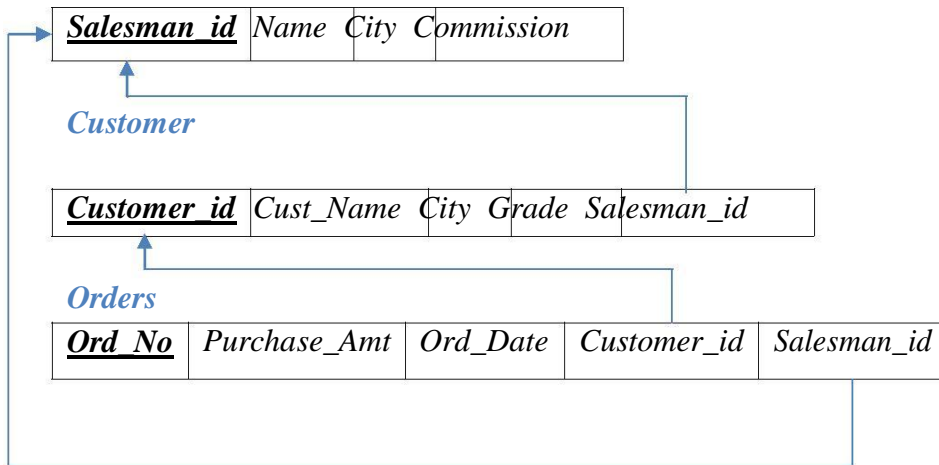 Salesman_id Name City Commission
Customer
Customer_id Cust_Name City Grade Salesman_id
Orders
Ord_No Purchase_Amt Ord_Date Customer_id Salesman_id